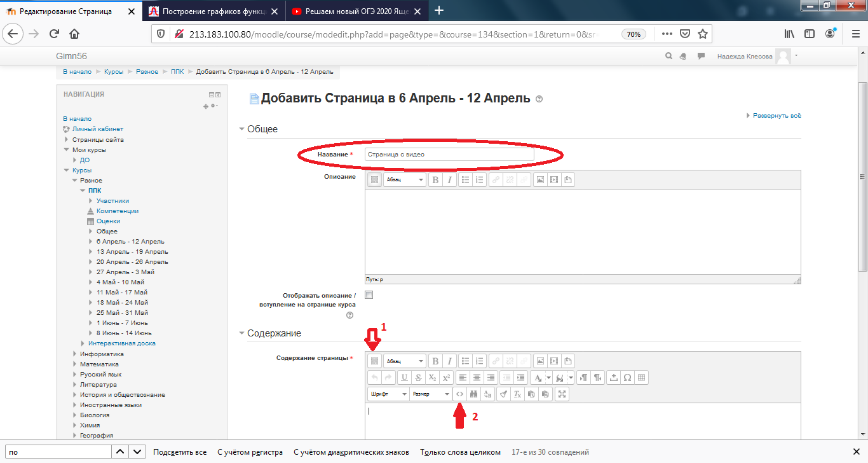 Редактирование Страница
Построение графиков функц
Решаем новый ОГЭ 2020 Ящи
213.183.100.80/moodle/course/modedit.php?add=page&type=&course=134&section=1&return=0&sr
70%
Gimn56
Надежда Клезова
В начало Курсы Разное ППК Добавить Страница в 6 Апрель - 12 Апрель
НАВИГАЦИЯ
В начало
Личный кабинет
Страницы сайта
Мои курсы
ДО
Курсы
Разное
ППК
Участники
Компетенции
Оценки
Общее
6 Апрель - 12 Апрель
13 Апрель - 19 Апрель
20 Апрель - 26 Апрель
27 Апрель - 3 Май
4 Май - 10 Май
11 Май - 17 Май
18 Май - 24 Май
25 Май - 31 Май
1 Июнь - 7 Июнь
8 Июнь - 14 Июнь
Интерактивная доска
Информатика
Математика
Русский язык
Литература
История и обществознание
Иностранные языки
Биология
Химия
География
Добавить Страница в 6 Апрель - 12 Апрель
Развернуть всё
Общее
Название * Страница с видео
Описание
Абзац
B I
Путь: p
Отображать описание /
вступление на странице курса
Содержание
1
Содержание страницы *
Абзац
B I
Шрифт Размер
2
по
Подсветить все
С учётом регистра
С учётом диакритических знаков
Только слова целиком
17-е из 30 совпадений